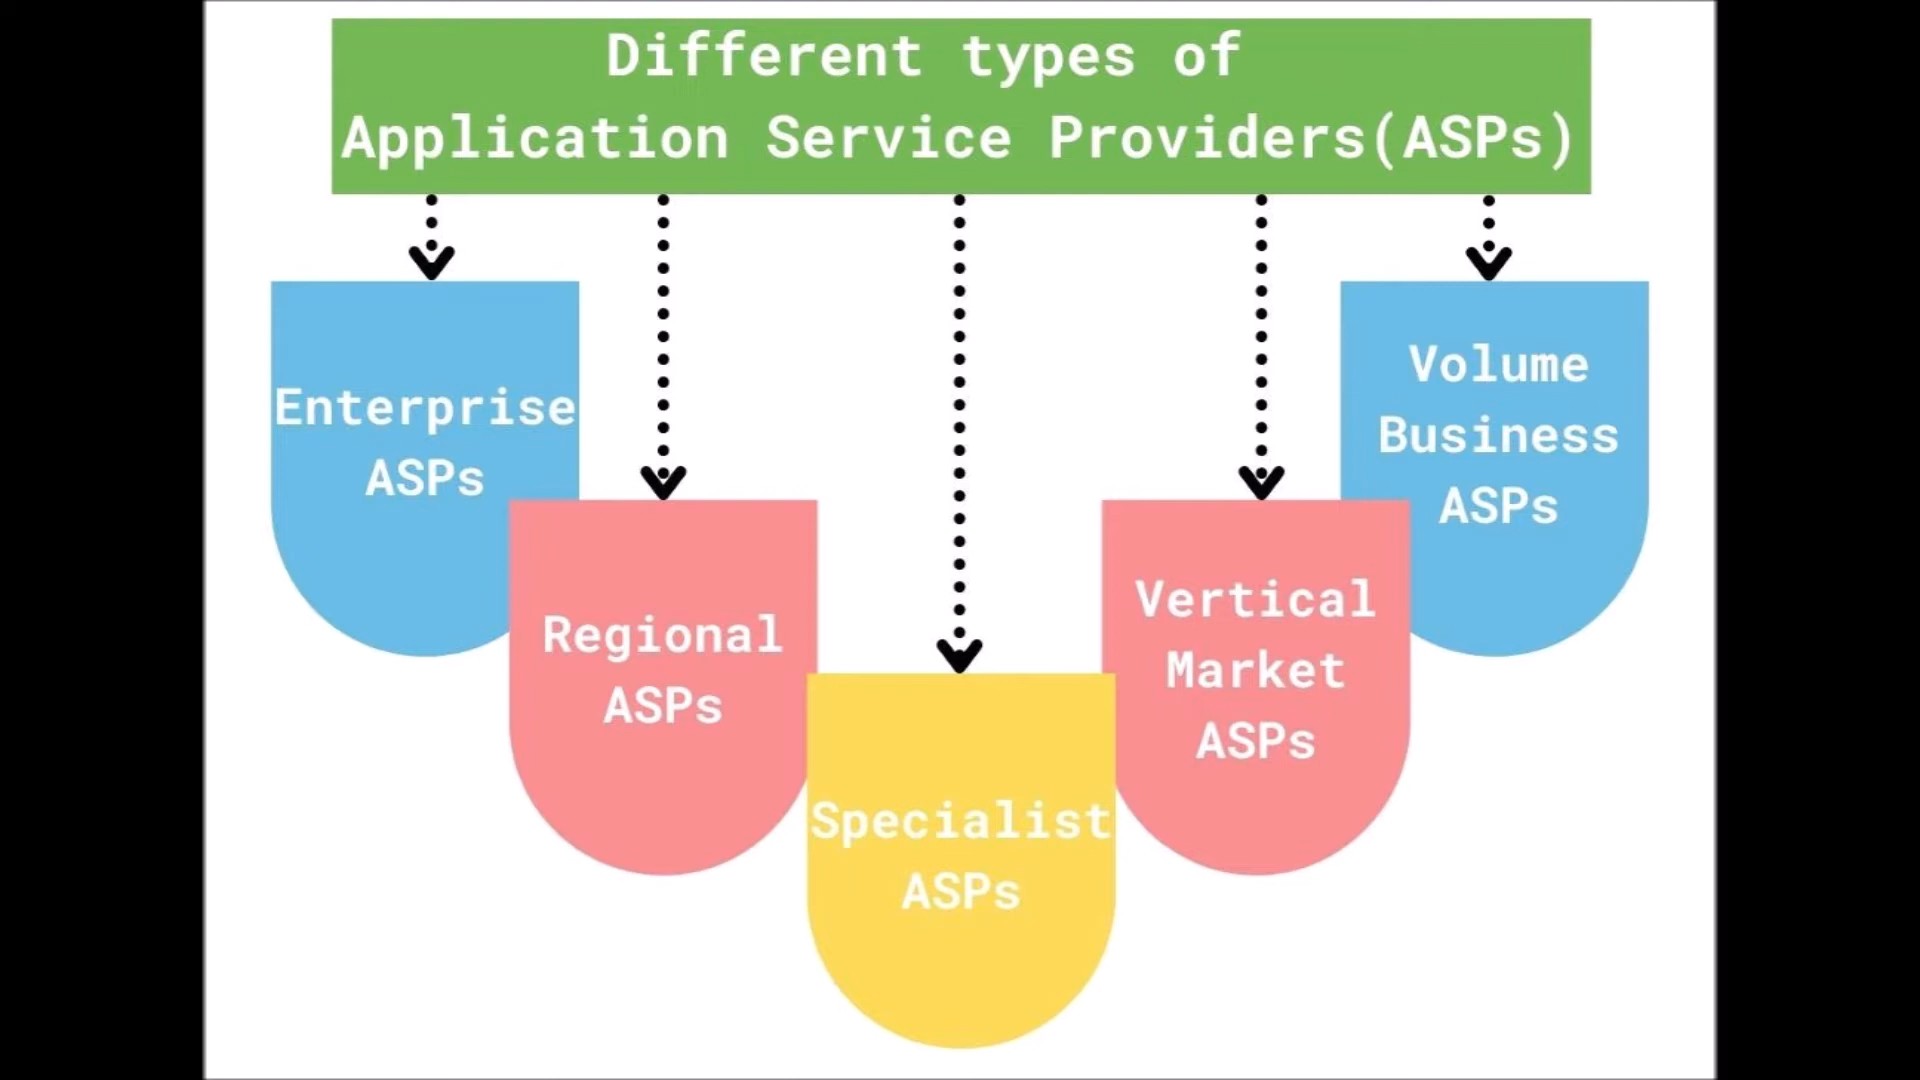 Different types of
Application Service Providers(ASPs)
Enterprise
ASPs
Regional
ASPs
Specialist
ASPs
Vertical
Market
ASPs
Volume
Business
ASPs